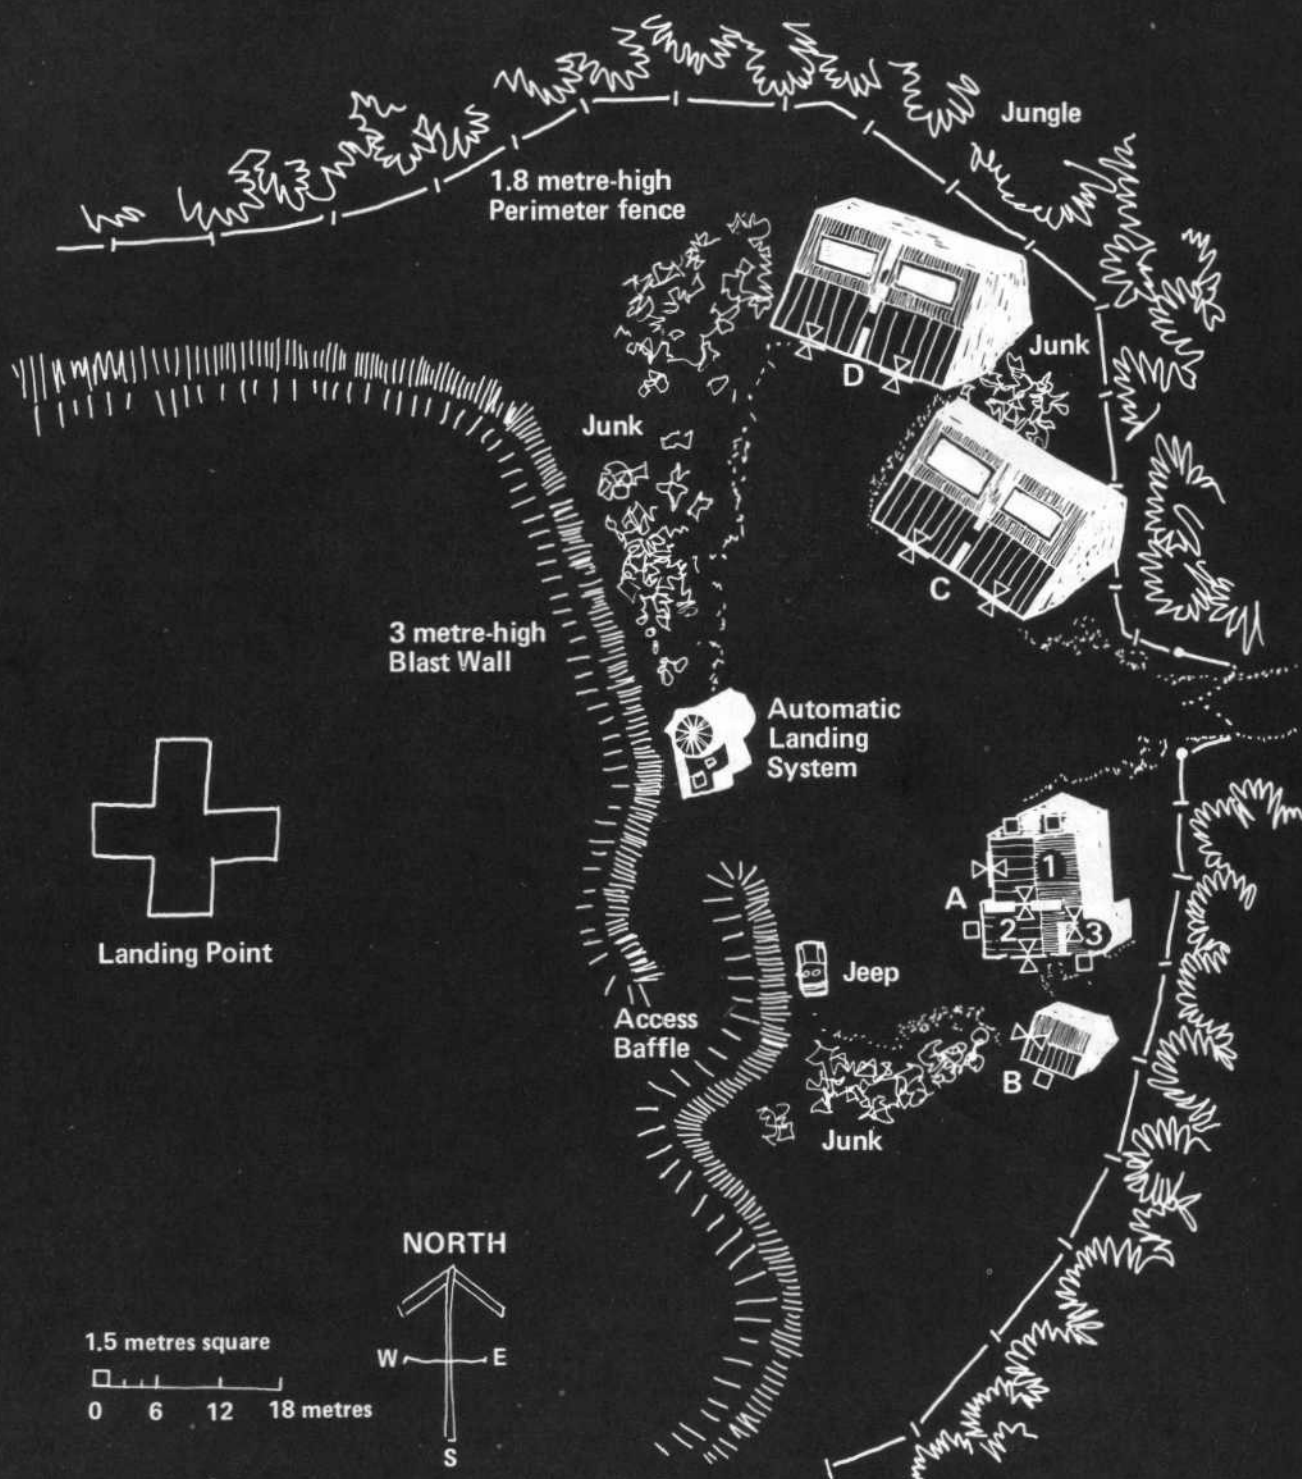 Jungle
1.8 metre-high
Perimeter fence
Junk
D
Junk
C
3 metre-high
Blast Wall
Automatic
Landing
System
1
A
2
3
Landing Point
Jeep
Access
Baffle
B
Junk
NORTH
1.5 metres square
W
E
0 6 12 18 metres
S